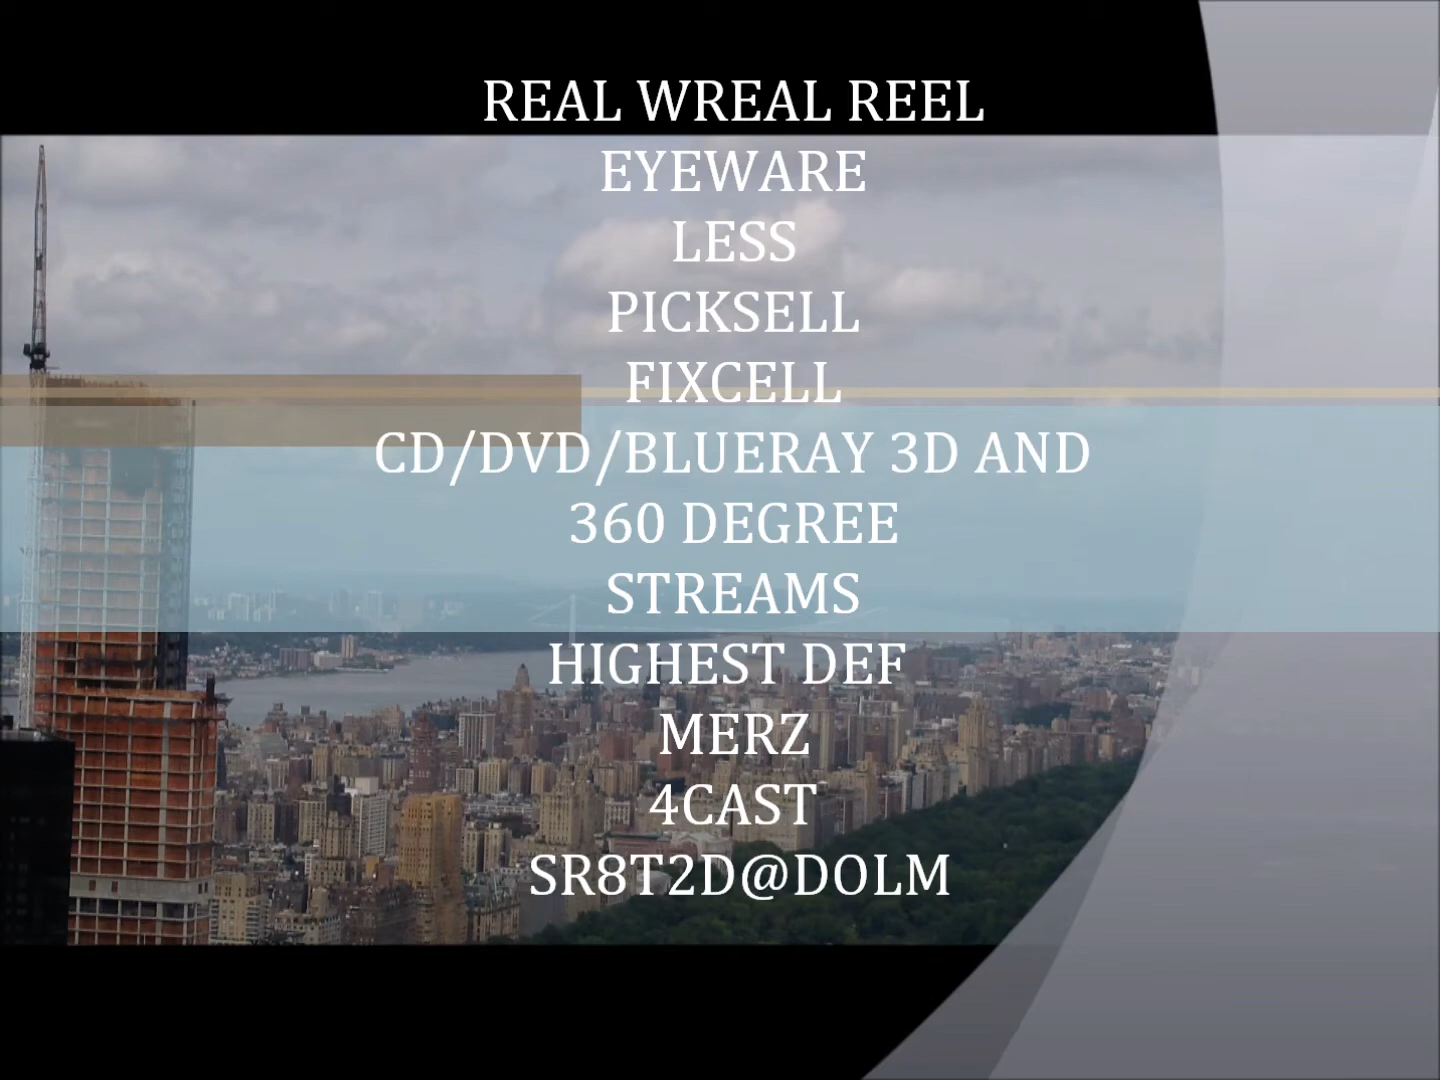 REAL WREAL REEL
EYEWARE
LESS
PICKSELL
FIXCELL
CD/DVD/BLUERAY 3D AND
360 DEGREE
STREAMS
HIGHEST DEF
MERZ
4CAST
SR8T2D@DOLM